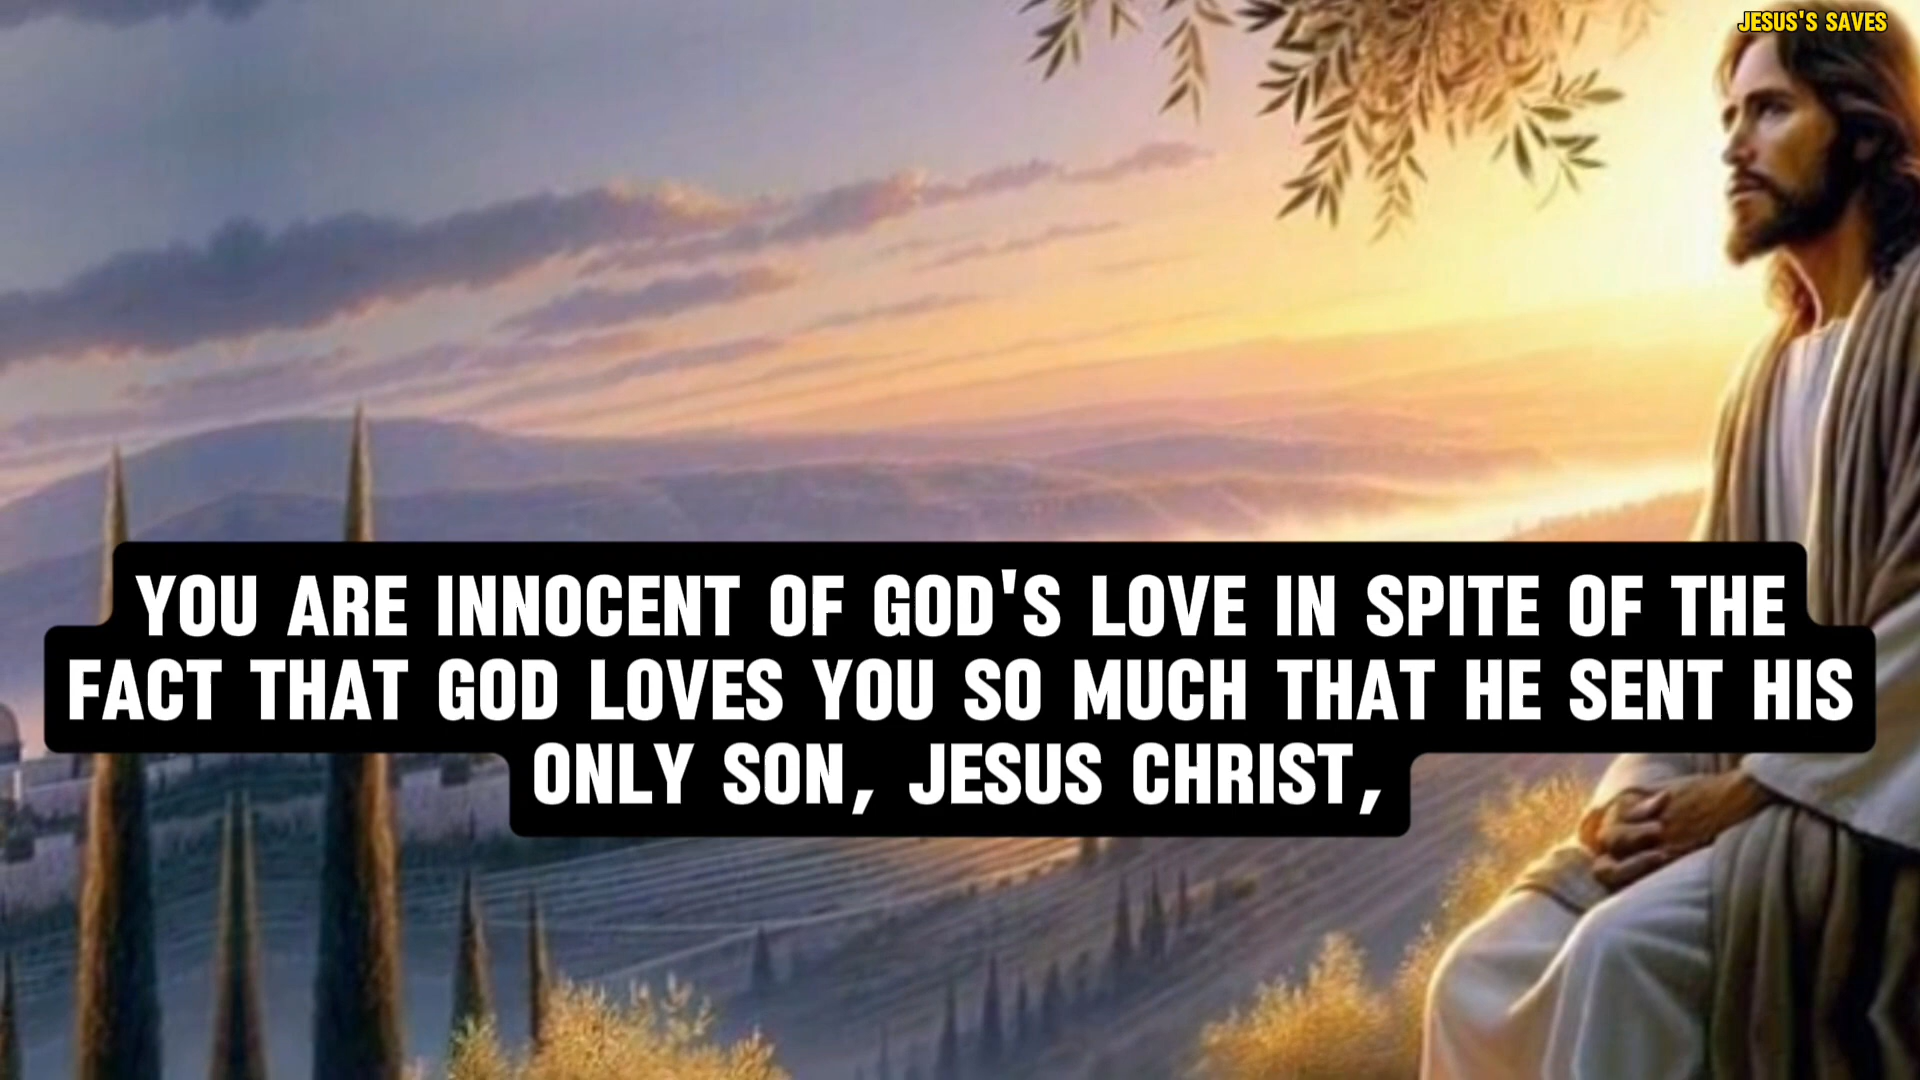 JESUS'S SAVES
YOU ARE INNOCENT OF GOD'S LOVE IN SPITE OF THE
FACT THAT GOD LOVES YOU SO MUCH THAT HE SENT HIS
ONLY SON, JESUS CHRIST,